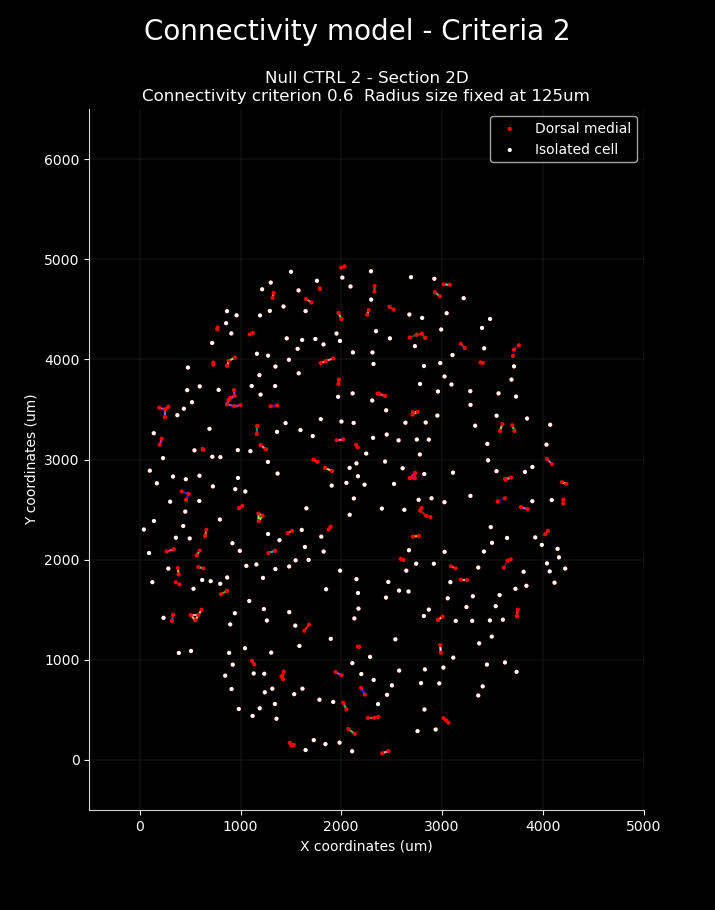 Connectivity model - Criteria 2
Null CTRL 2 - Section 2D
Connectivity criterion 0.6  Radius size fixed at 125um
Dorsal medial
Isolated cell
6000
5000
4000
3000
2000
1000
0
Y coordinates (um)
0 1000 2000 3000 4000 5000
X coordinates (um)